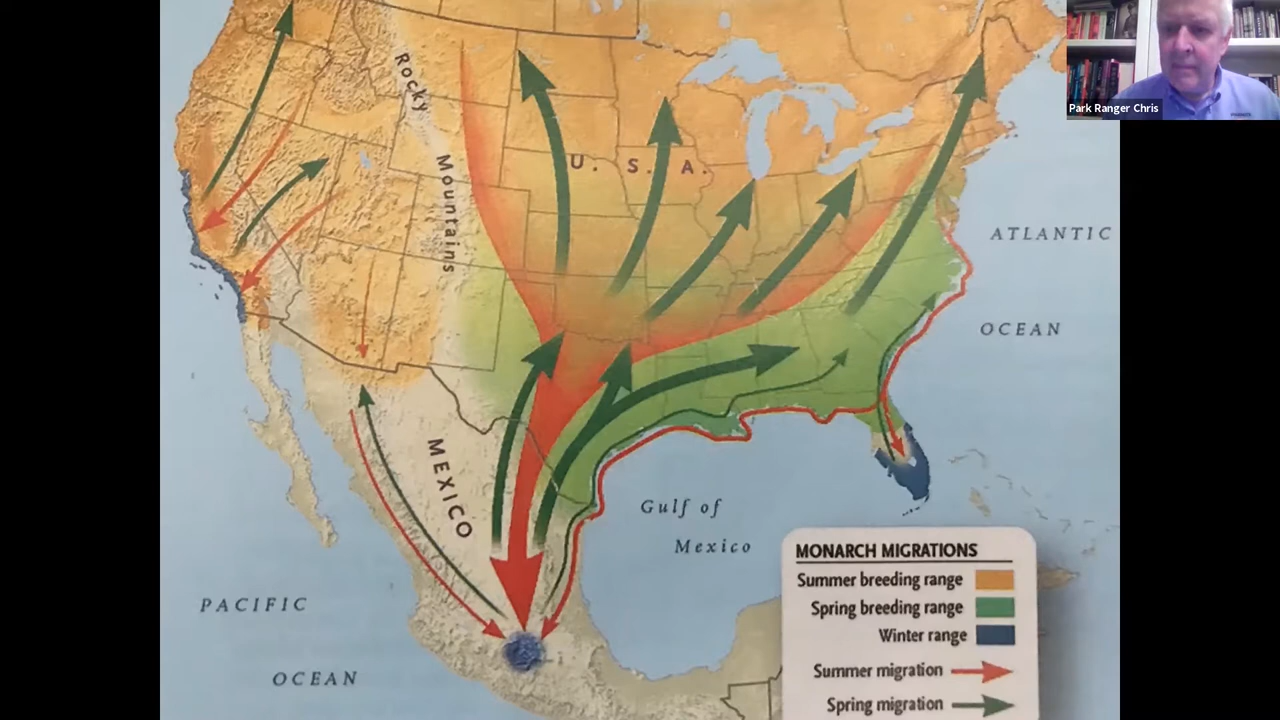 Park Ranger Chris
Rocky
Mountains
U. S. A.
ATLANTIC
OCEAN
MEXICO
Gulf of
Mexico
PACIFIC
OCEAN
MONARCH MIGRATIONS
Summer breeding range
Spring breeding range
Winter range
Summer migration
Spring migration